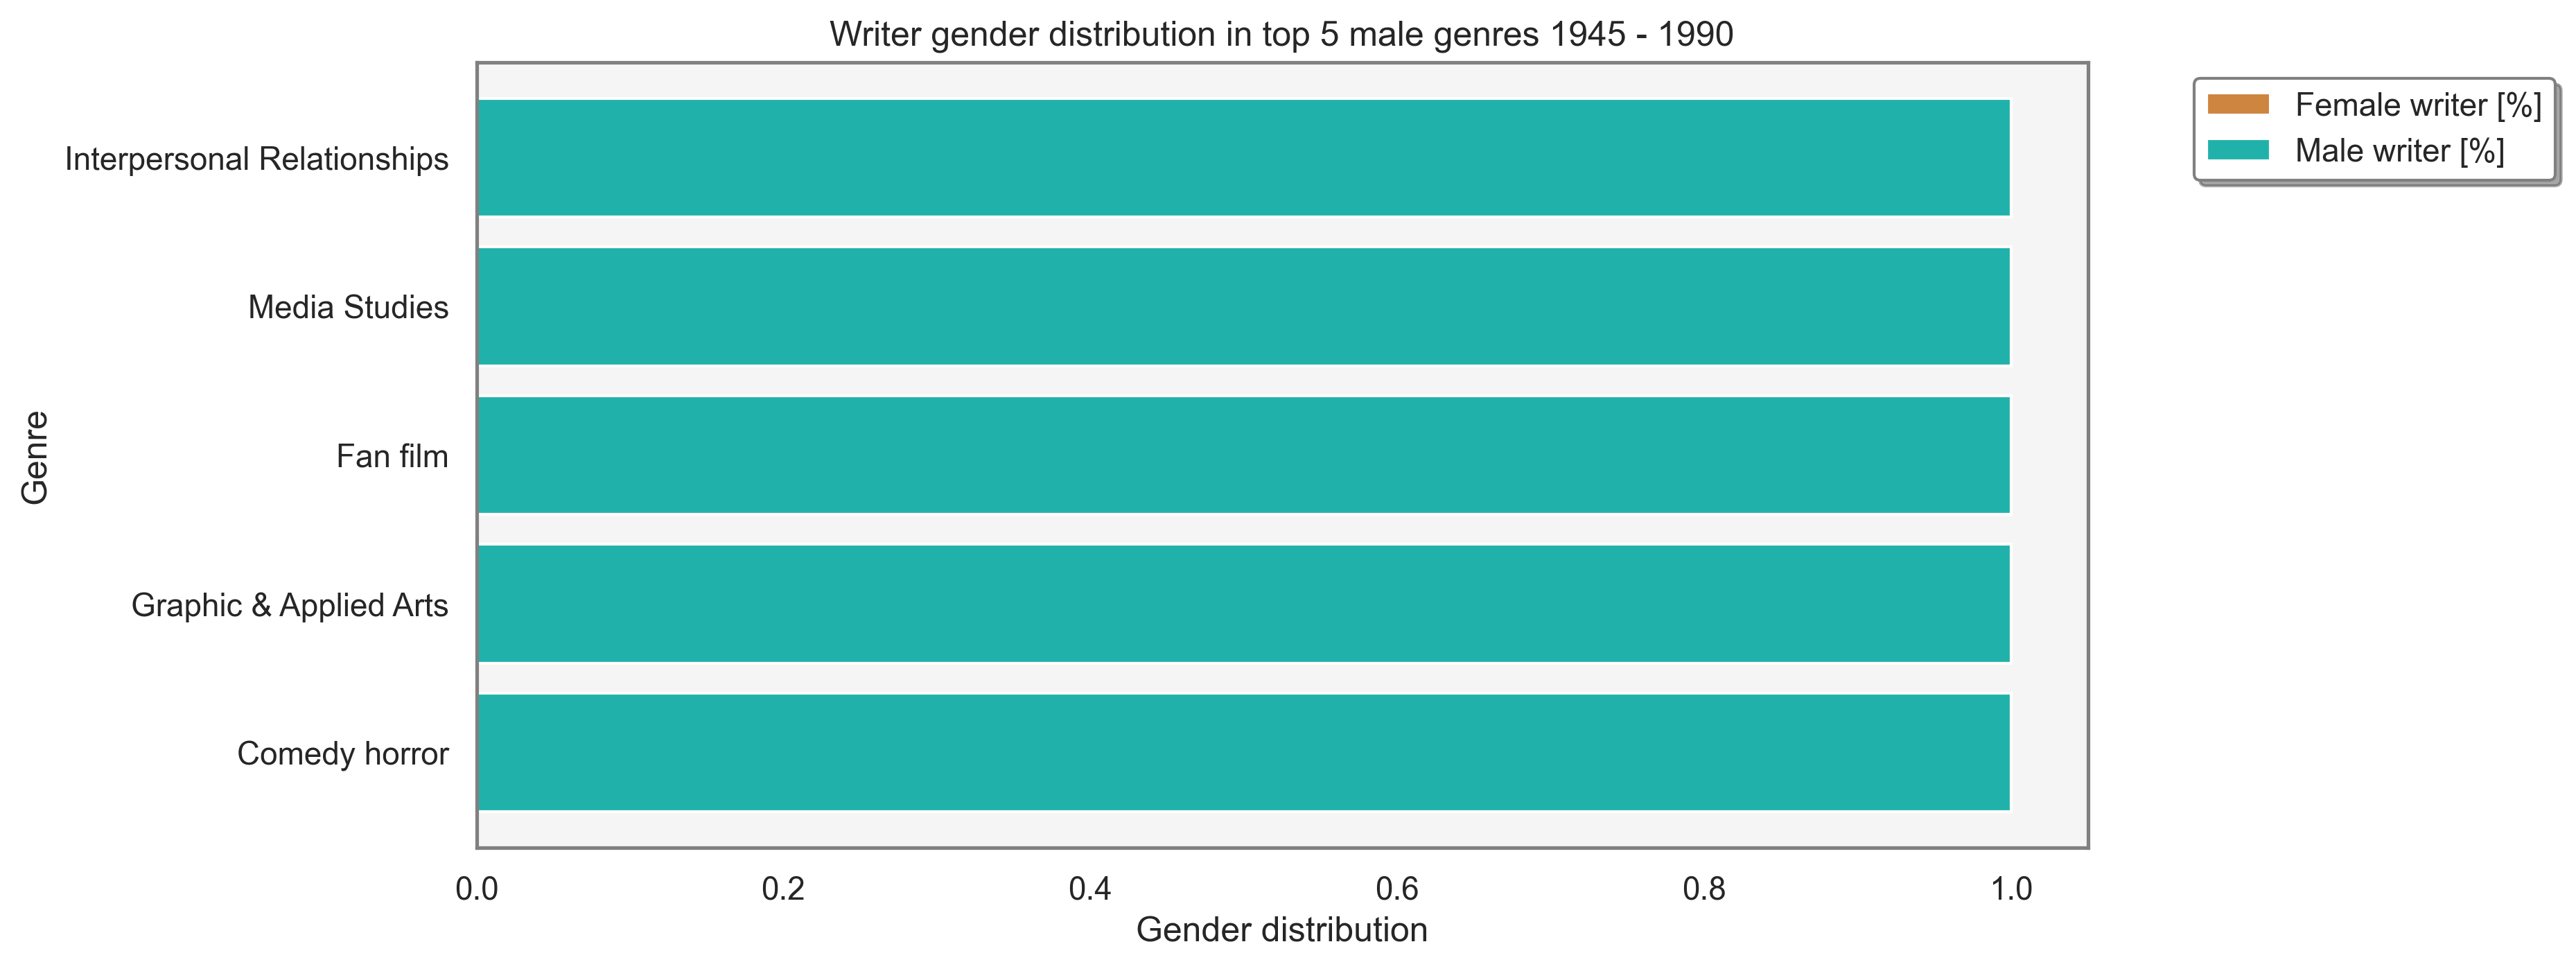 Writer gender distribution in top 5 male genres 1945 - 1990
Female writer [%]
Male writer [%]
Genre
Interpersonal Relationships
Media Studies
Fan film
Graphic & Applied Arts
Comedy horror
0.0 0.2 0.4 0.6 0.8 1.0
Gender distribution